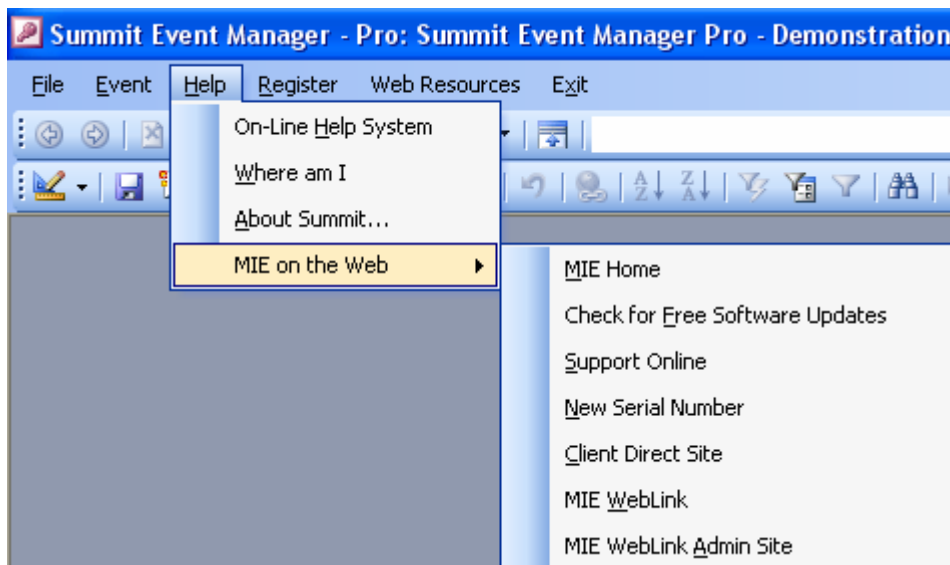 Summit Event Manager - Pro: Summit Event Manager Pro - Demonstration
File Event Help Register Web Resources Exit
On-Line Help System
Where am I
About Summit...
MIE on the Web
MIE Home
Check for Free Software Updates
Support Online
New Serial Number
Client Direct Site
MIE WebLink
MIE WebLink Admin Site